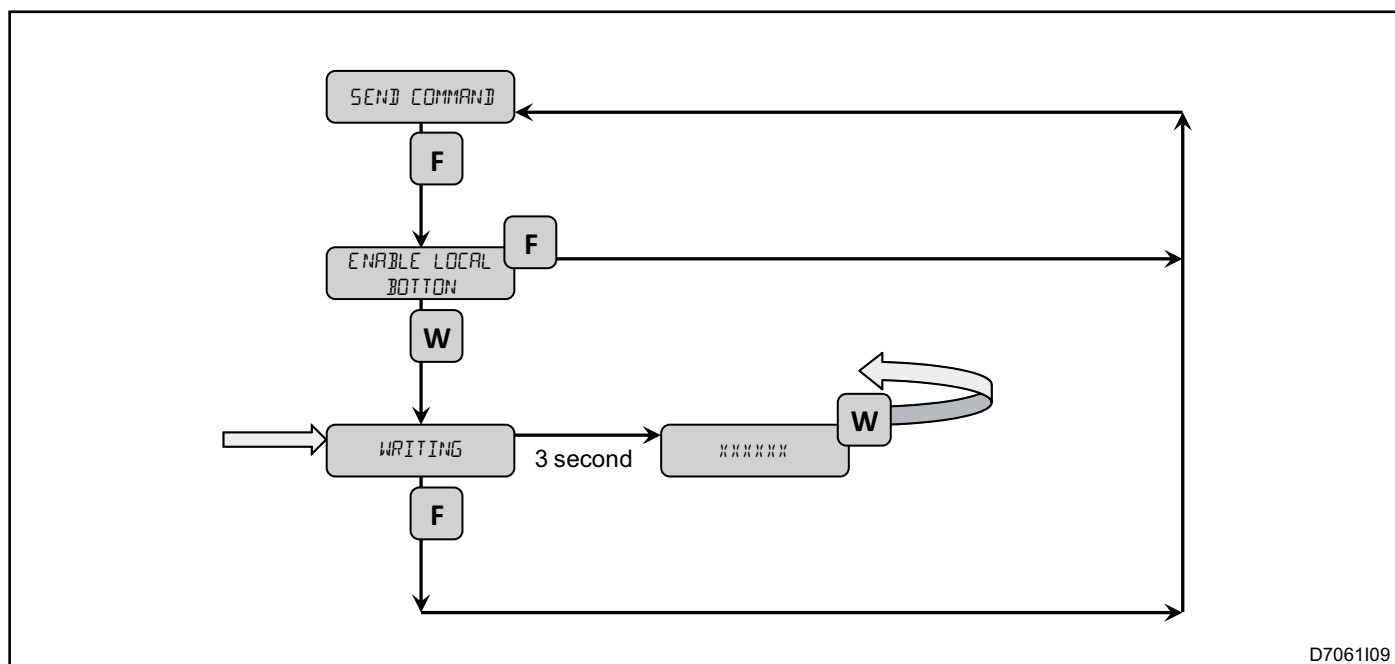 SEND COMMAND
F
F
ENABLE LOCAL
BOTTON
W
WRITING
3 second
XXXXXX
W
F
D7061I09